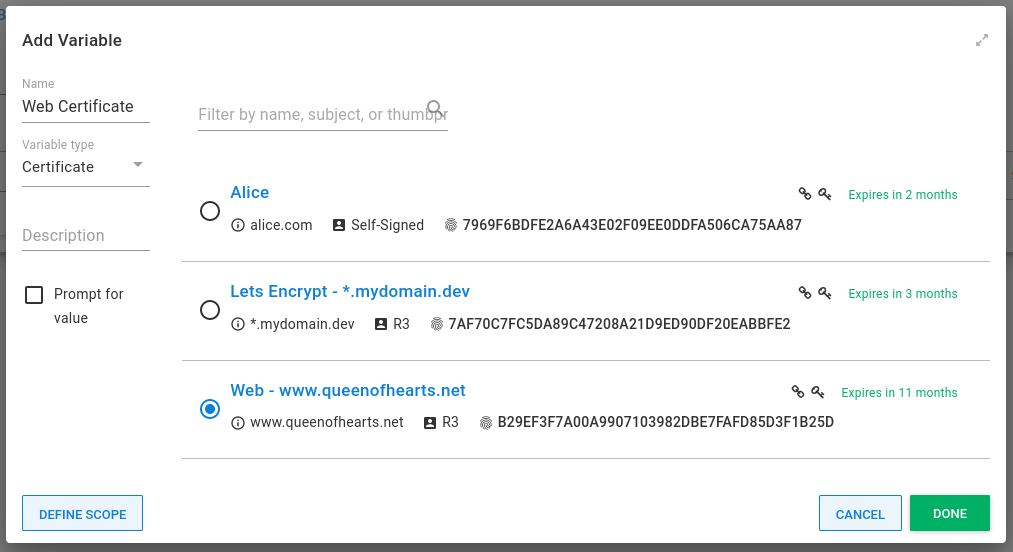 Add Variable
Name
Web Certificate
Variable type
Certificate
Description
Prompt for
value
Filter by name, subject, or thumbpr
Alice
Expires in 2 months
alice.com Self-Signed 7969F6BDFE2A6A43E02F09EE0DDFA506CA75AA87
Lets Encrypt - *.mydomain.dev
Expires in 3 months
*.mydomain.dev R3 7AF70C7FC5DA89C47208A21D9ED90DF20EABBFE2
Web - www.queenofhearts.net
Expires in 11 months
www.queenofhearts.net R3 B29EF3F7A00A9907103982DBE7FAFD85D3F1B25D
DEFINE SCOPE
CANCEL
DONE